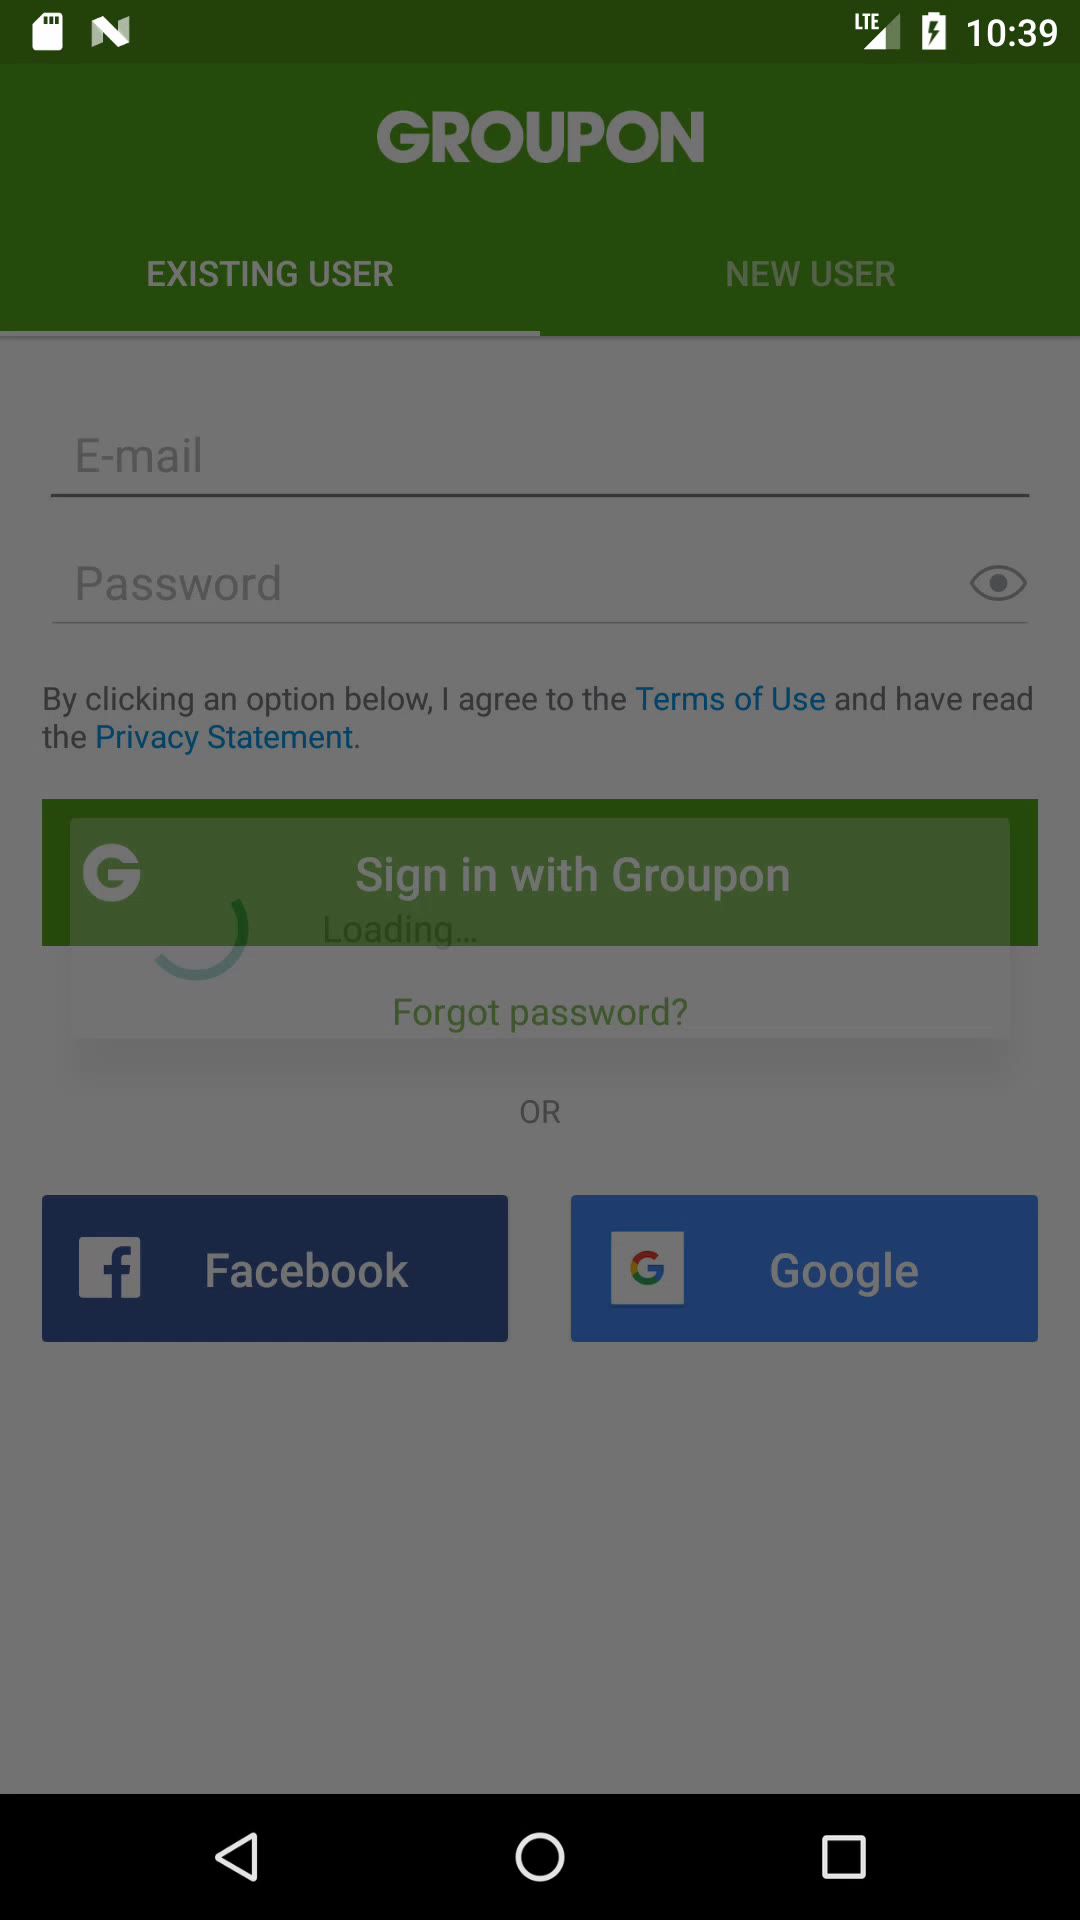 LTE 10:39
GROUPON
EXISTING USER NEW USER
E-mail
Password
By clicking an option below, I agree to the Terms of Use and have read
the Privacy Statement.
G Sign in with Groupon
Loading...
Forgot password?
OR
Facebook
Google